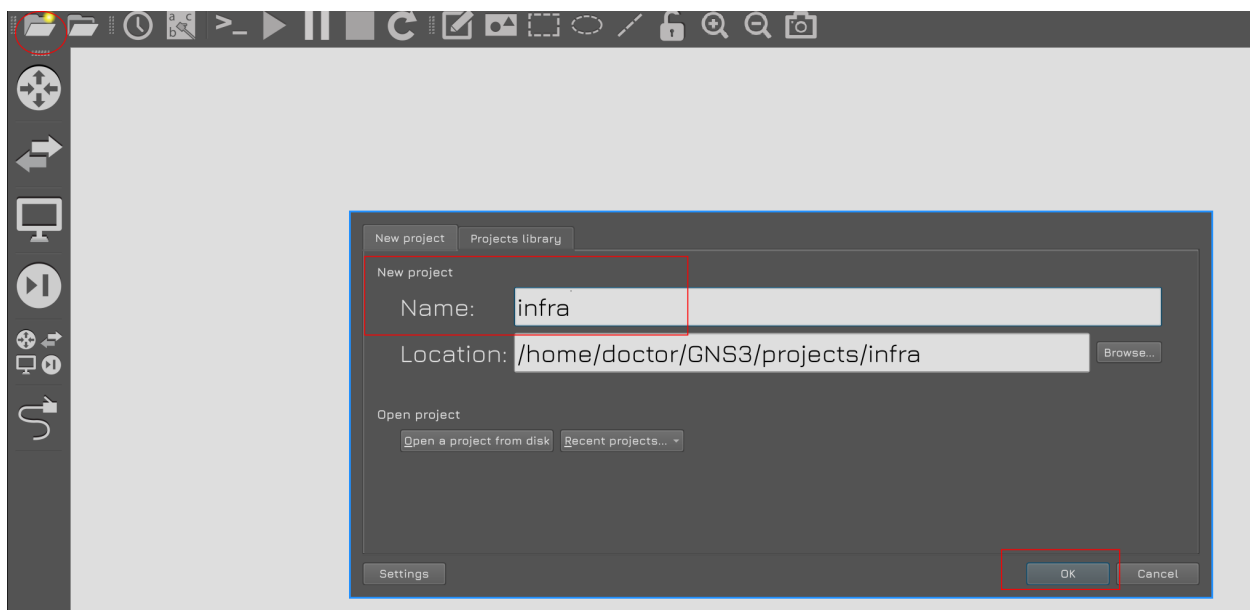 a c
b
>_
New project
Projects library
New project
Name:
infra
Location:
/home/doctor/GNS3/projects/infra
Browse...
Open project
Open a project from disk
Recent projects...
Settings
OK
Cancel